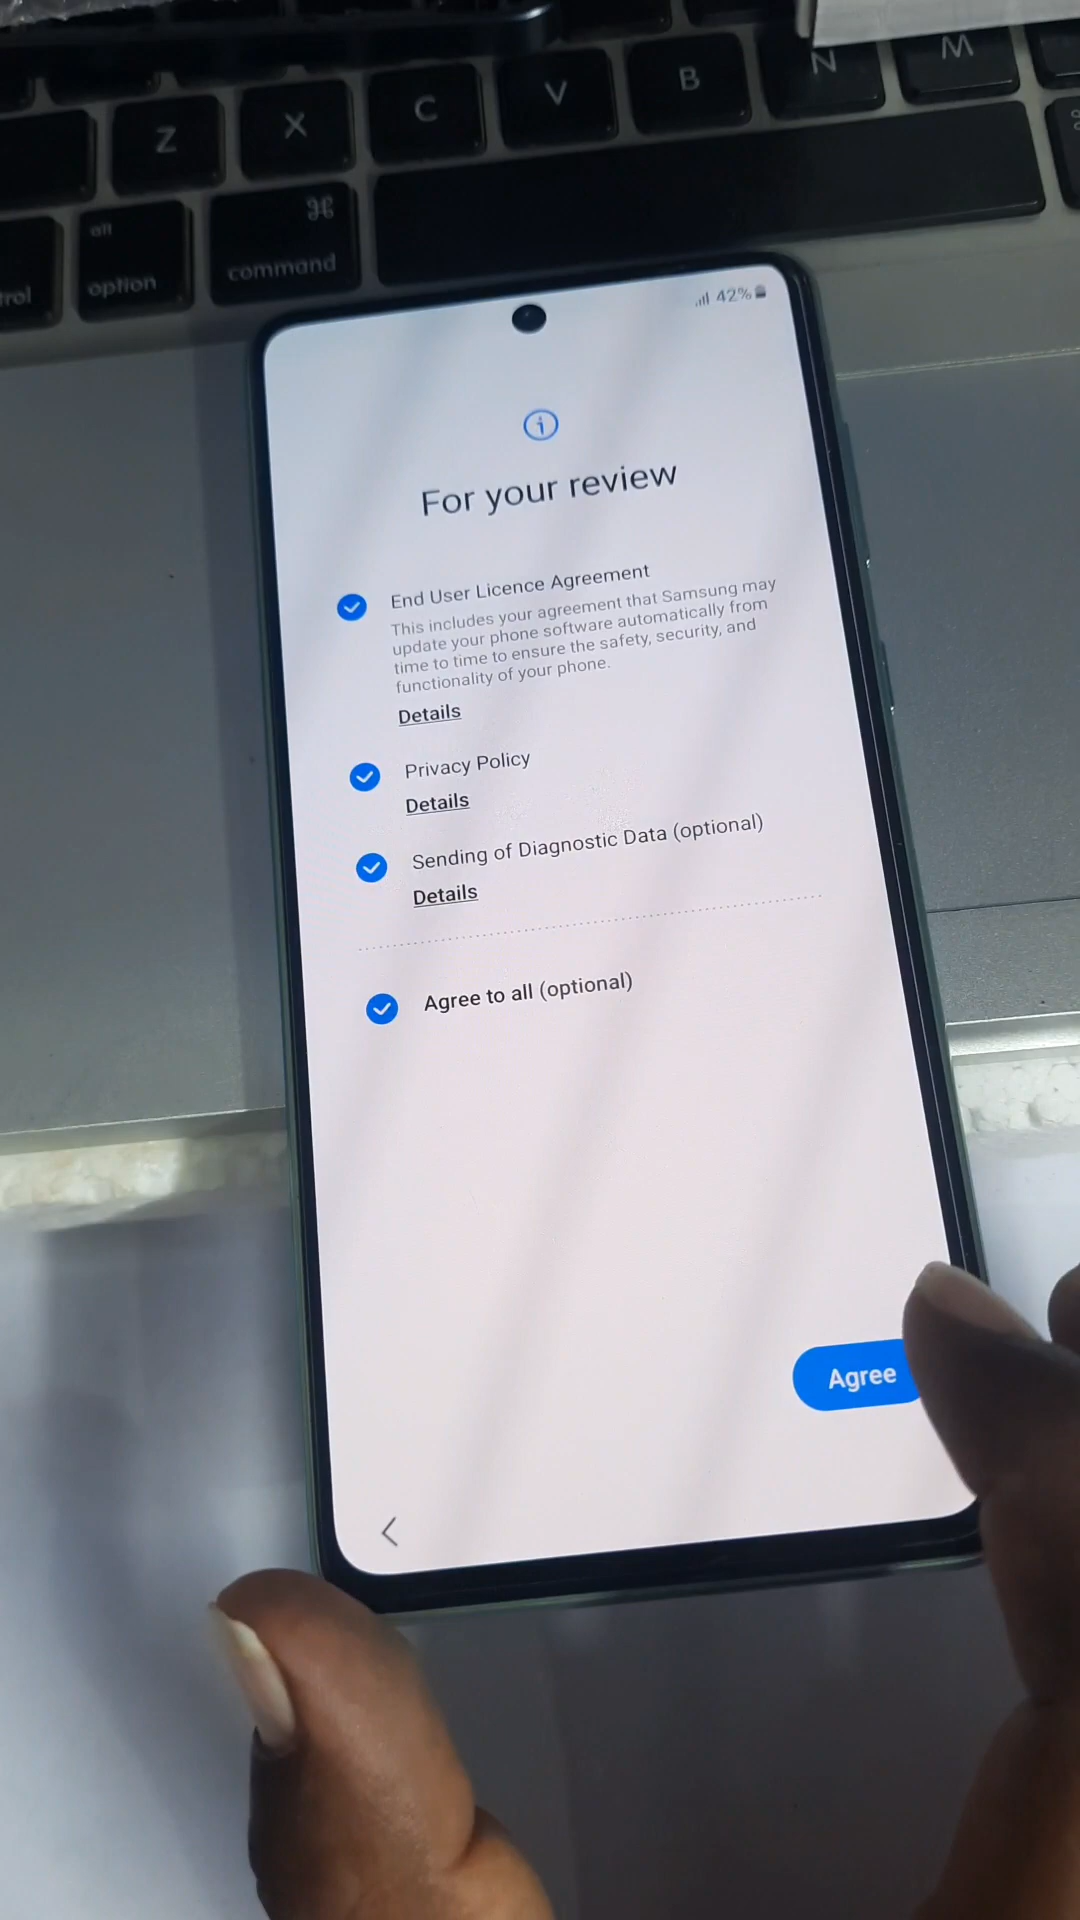 Z X C V B N M
alt ⌘
option command
42%
For your review
End User Licence Agreement
This includes your agreement that Samsung may
update your phone software automatically from
time to time to ensure the safety, security, and
functionality of your phone.
Details
Privacy Policy
Details
Sending of Diagnostic Data (optional)
Details
Agree to all (optional)
Agree